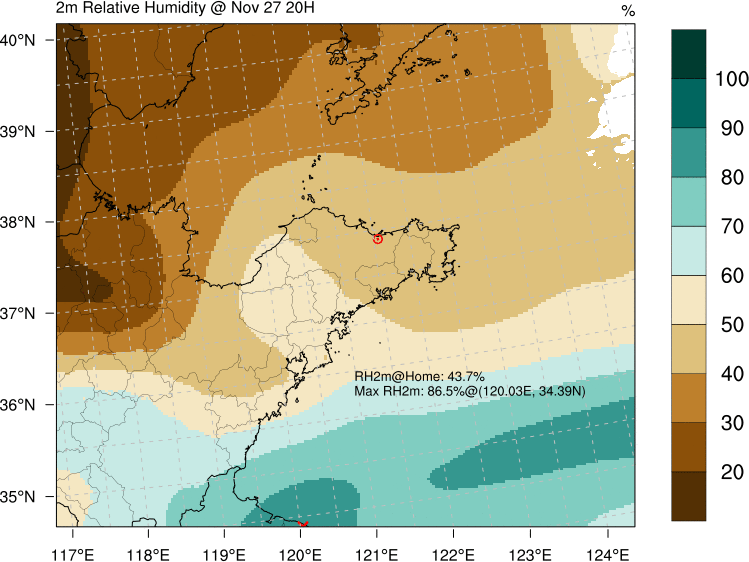 2m Relative Humidity @ Nov 27 20H
%
40°N
39°N
38°N
37°N
36°N
35°N
RH2m@Home: 43.7%
Max RH2m: 86.5%@(120.03E, 34.39N)
117°E 118°E 119°E 120°E 121°E 122°E 123°E 124°E
100
90
80
70
60
50
40
30
20